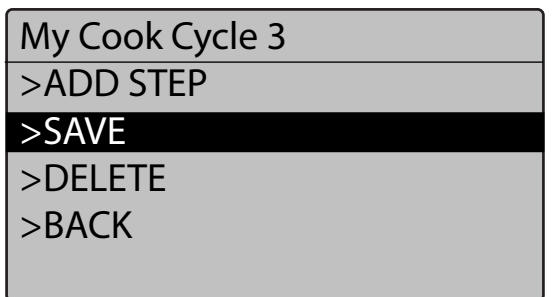 My Cook Cycle 3
>ADD STEP
>SAVE
>DELETE
>BACK